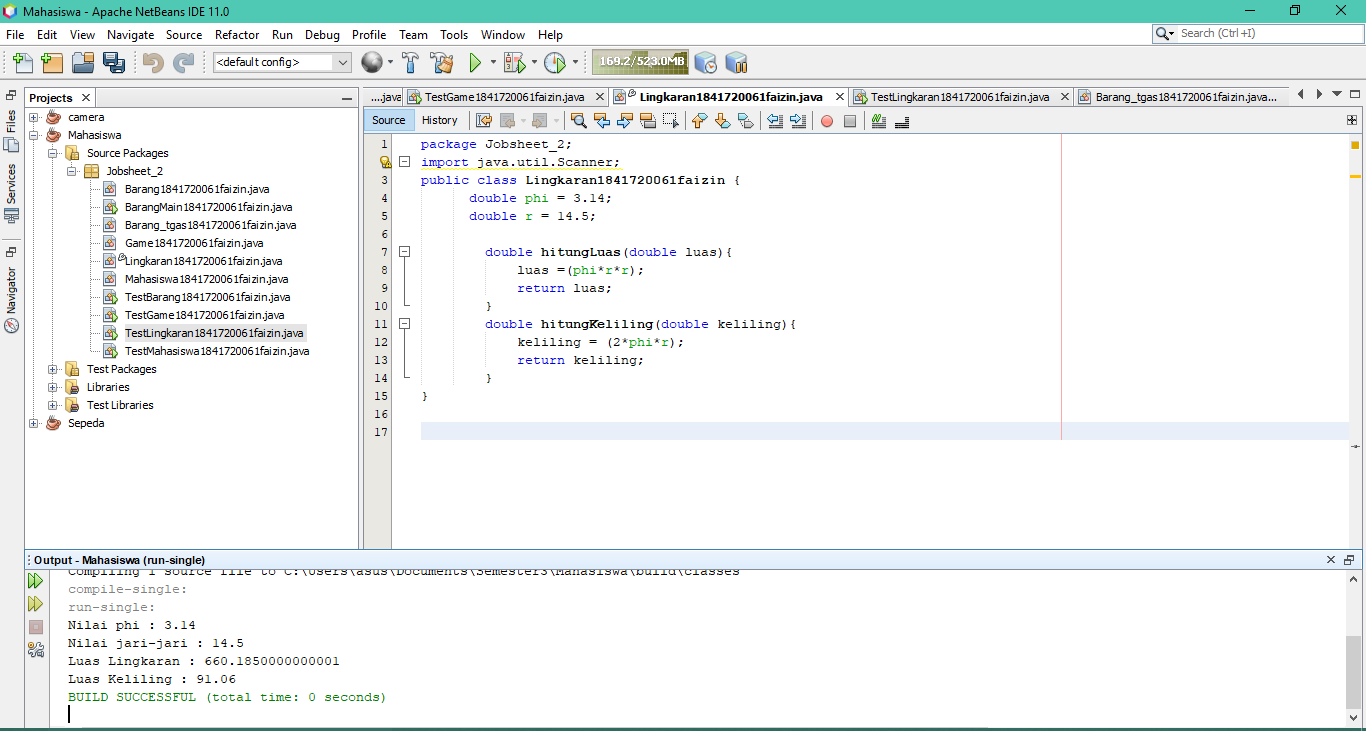 Mahasiswa - Apache NetBeans IDE 11.0
File Edit View Navigate Source Refactor Run Debug Profile Team Tools Window Help
Search (Ctrl+I)
<default config>
169.2/523.0MB
Files
Services
Navigator
Projects
camera
Mahasiswa
Source Packages
Jobsheet_2
Barang1841720061faizin.java
BarangMain1841720061faizin.java
Barang_tgas1841720061faizin.java
Game1841720061faizin.java
Lingkaran1841720061faizin.java
Mahasiswa1841720061faizin.java
TestBarang1841720061faizin.java
TestGame1841720061faizin.java
TestLingkaran1841720061faizin.java
TestMahasiswa1841720061faizin.java
Test Packages
Libraries
Test Libraries
Sepeda
....java TestGame1841720061faizin.java Lingkaran1841720061faizin.java TestLingkaran1841720061faizin.java Barang_tgas1841720061faizin.java...
Source History
1 package Jobsheet_2;
import java.util.Scanner;
3 public class Lingkaran1841720061faizin {
4 double phi = 3.14;
5 double r = 14.5;
6
7 double hitungLuas(double luas){
8 luas =(phi*r*r);
9 return luas;
10 }
11 double hitungKeliling(double keliling){
12 keliling = (2*phi*r);
13 return keliling;
14 }
15 }
16
17
Output - Mahasiswa (run-single)
Compiling 1 source file to C:\Users\asus\Documents\Semester3\Mahasiswa\build\classes
compile-single:
run-single:
Nilai phi : 3.14
Nilai jari-jari : 14.5
Luas Lingkaran : 660.1850000000001
Luas Keliling : 91.06
BUILD SUCCESSFUL (total time: 0 seconds)